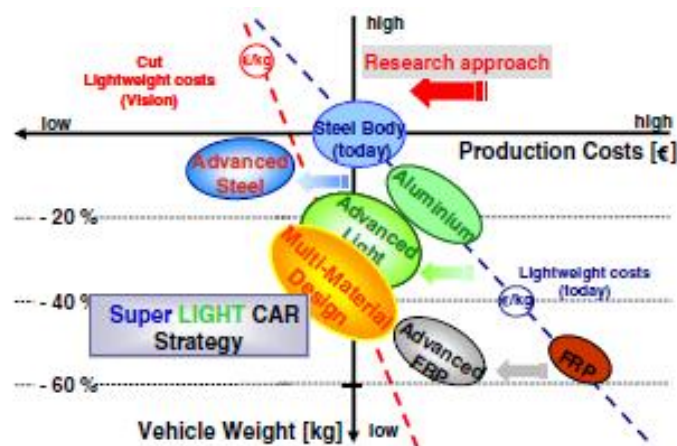 high
Cut
Lightweight costs
(Vision)
€/kg
Research approach
low
Steel Body
(today)
high
Production Costs [€]
Advanced
Steel
Aluminium
- 20 %
Advanced
Light
Multi-Material
Design
Lightweight costs
(today)
€/kg
- 40 %
Super LIGHT CAR
Strategy
Advanced
FRP
FRP
- 60 %
Vehicle Weight [kg]
low